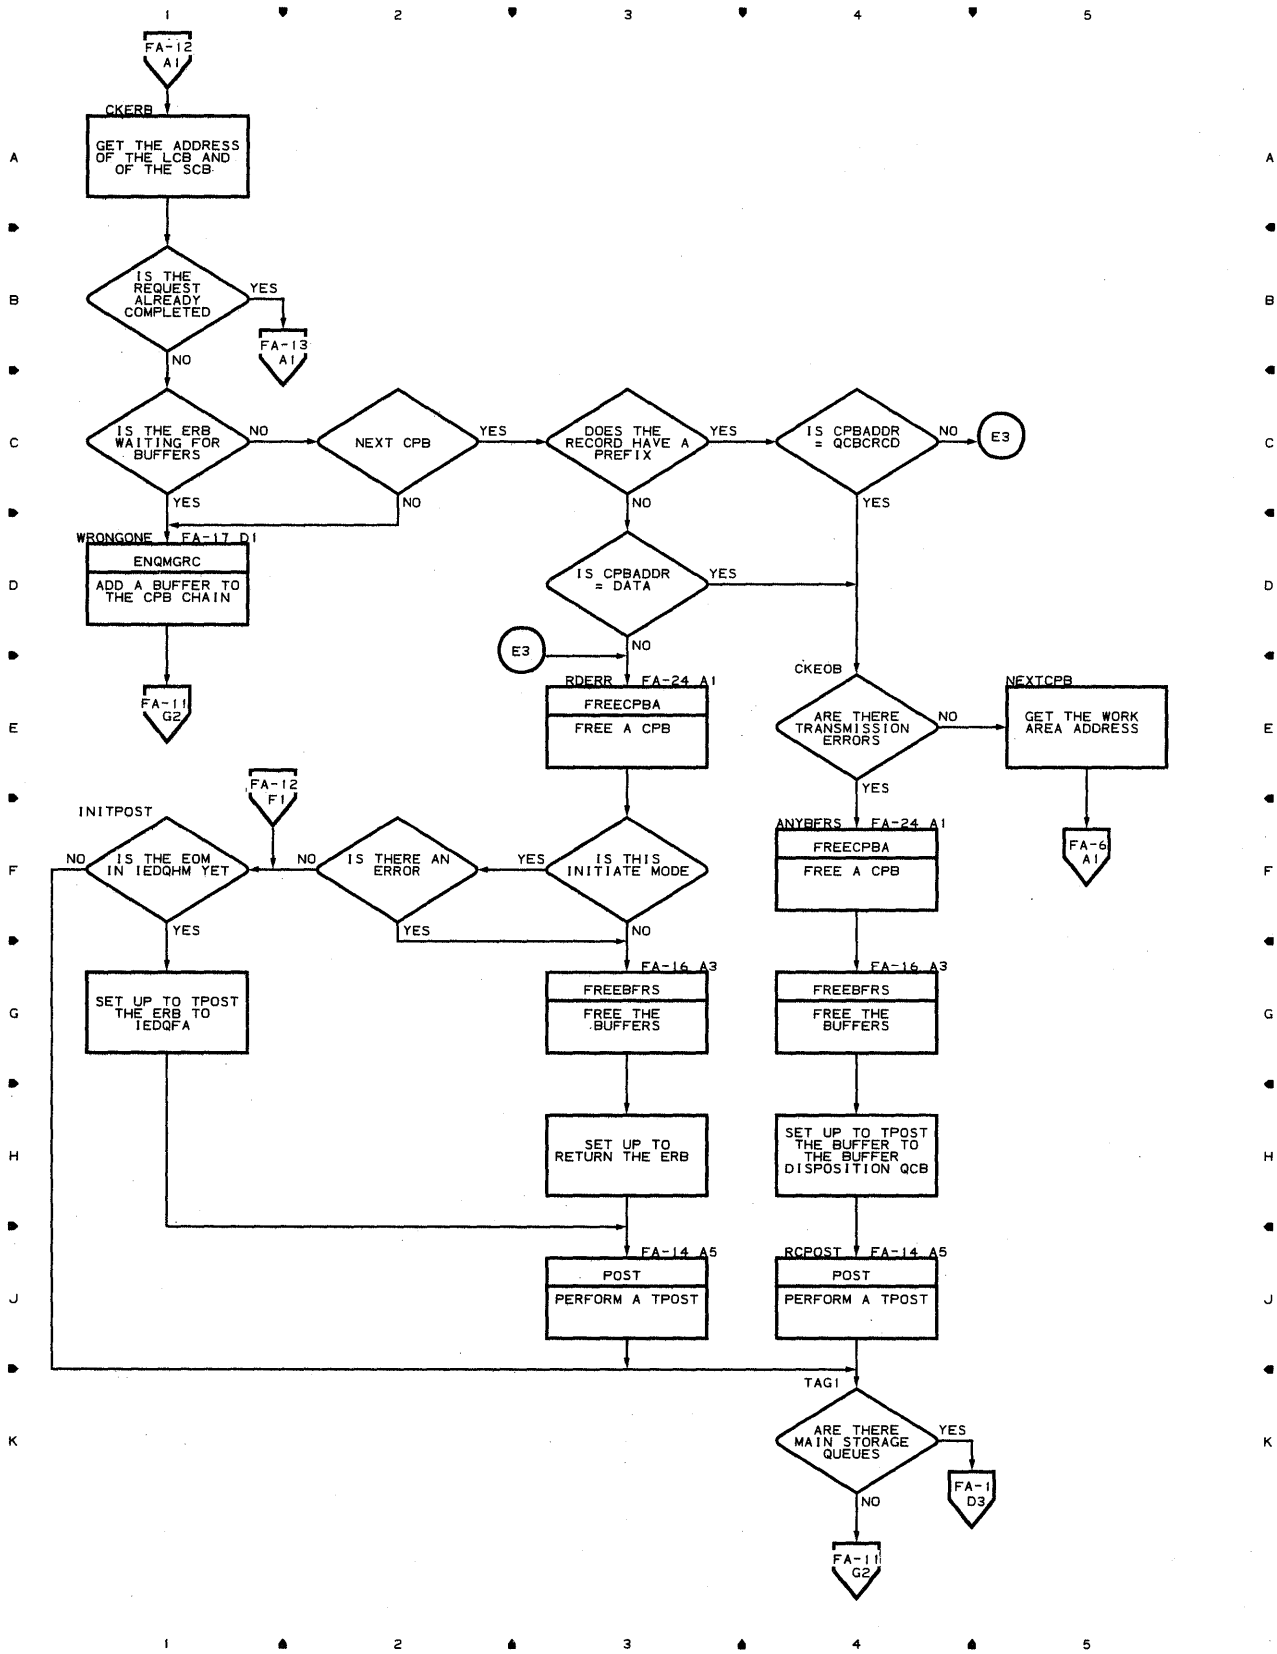 1 2 3 4 5
FA-12
A1
CKERB
GET THE ADDRESS
OF THE LCB AND
OF THE SCB
A A
IS THE
REQUEST
ALREADY
COMPLETED
YES
B B
FA-13
A1
NO
IS THE ERB
WAITING FOR
BUFFERS
NO
NEXT CPB
YES
DOES THE
RECORD HAVE A
PREFIX
YES
IS CPBADDR
= QCBCRCD
NO
E3
C C
YES
NO
NO
YES
WRONGONE FA-17 D1
ENQMGRC
ADD A BUFFER TO
THE CPB CHAIN
IS CPBADDR
= DATA
YES
D D
NO
E3
FA-11
G2
RDERR FA-24 A1
FREECPBA
FREE A CPB
CKEOB
ARE THERE
TRANSMISSION
ERRORS
NO
NEXTCPB
GET THE WORK
AREA ADDRESS
E E
YES
FA-12
F1
INITPOST
NO
IS THE EOM
IN IEDQHM YET
NO
IS THERE AN
ERROR
YES
IS THIS
INITIATE MODE
ANYBFRS FA-24 A1
FREECPBA
FREE A CPB
FA-6
A1
F F
YES
YES
NO
SET UP TO TPOST
THE ERB TO
IEDQFA
FA-16 A3
FREEBFRS
FREE THE
BUFFERS
FA-16 A3
FREEBFRS
FREE THE
BUFFERS
G G
SET UP TO
RETURN THE ERB
SET UP TO TPOST
THE BUFFER TO
THE BUFFER
DISPOSITION QCB
H H
FA-14 A5
POST
PERFORM A TPOST
RCPOST FA-14 A5
POST
PERFORM A TPOST
J J
TAG1
ARE THERE
MAIN STORAGE
QUEUES
YES
K K
FA-1
D3
NO
FA-11
G2
1 2 3 4 5